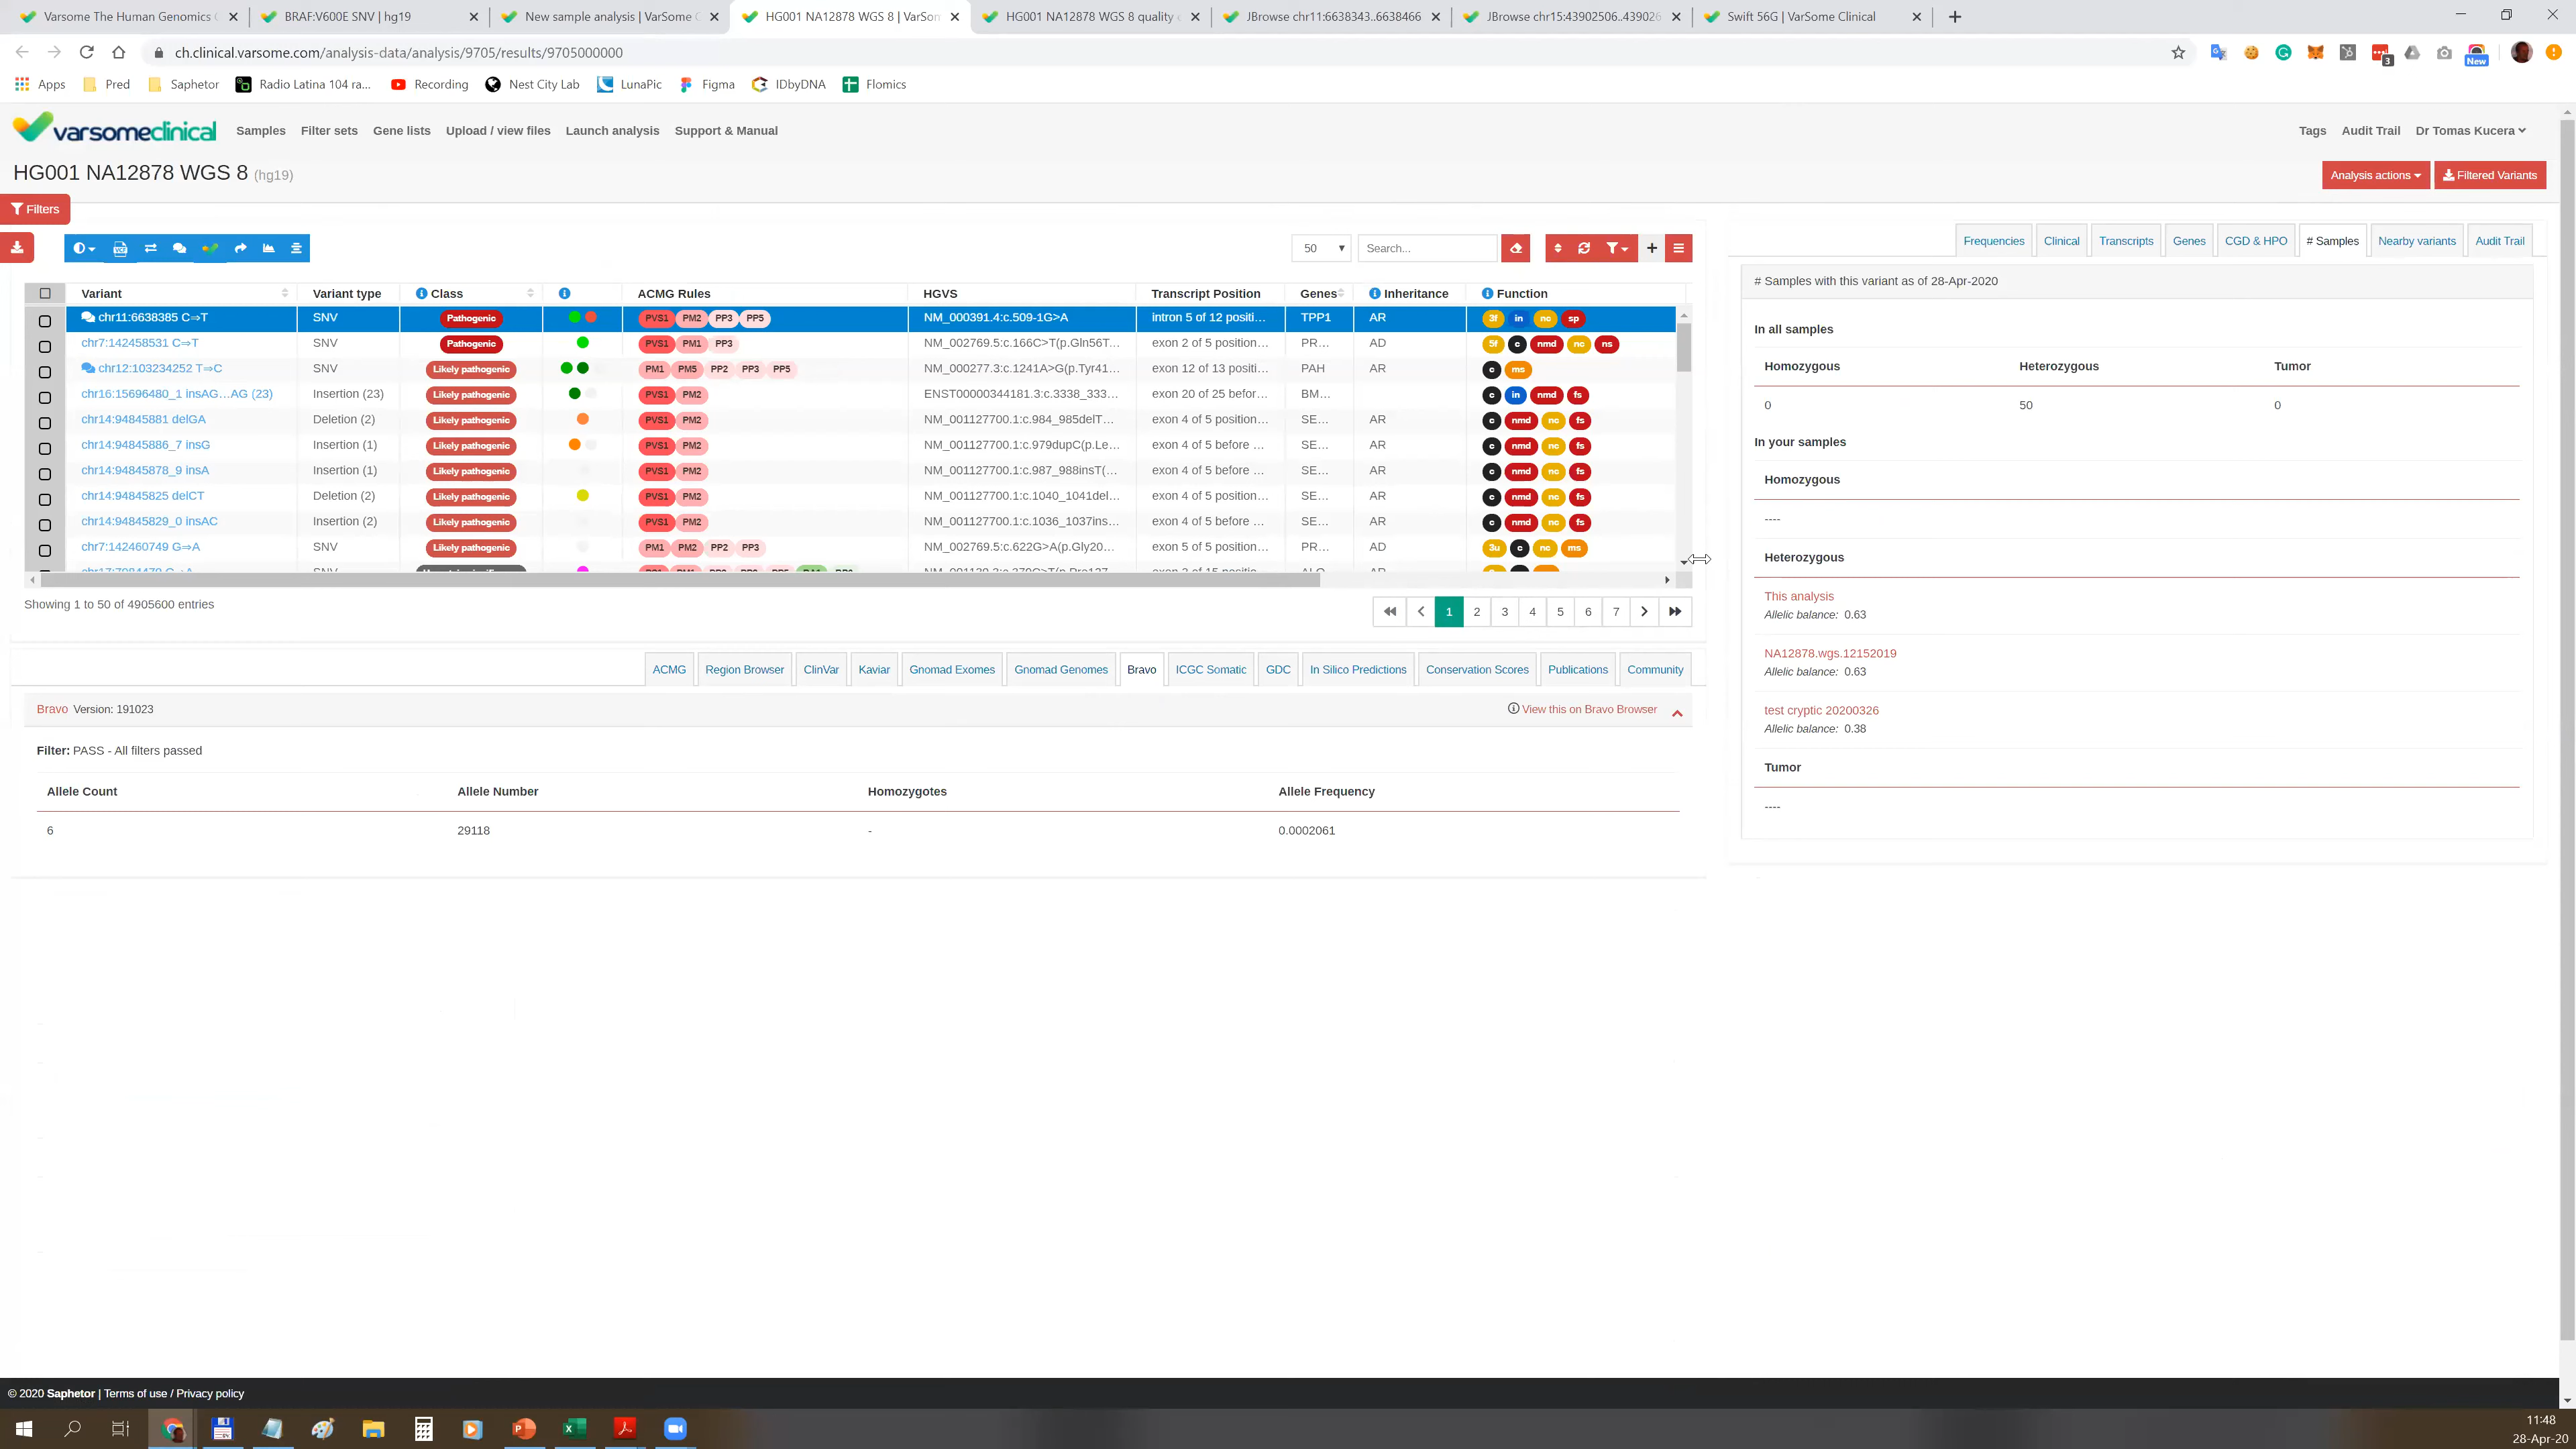 Varsome The Human Genomics C
BRAF:V600E SNV | hg19
New sample analysis | VarSome C
HG001 NA12878 WGS 8 | VarSom
HG001 NA12878 WGS 8 quality c
JBrowse chr11:6638343..6638466
JBrowse chr15:43902506..439026
Swift 56G | VarSome Clinical
ch.clinical.varsome.com/analysis-data/analysis/9705/results/9705000000
3
New
Apps Pred Saphetor Radio Latina 104 ra... Recording Nest City Lab LunaPic Figma IDbyDNA Flomics
varsomeclinical Samples Filter sets Gene lists Upload / view files Launch analysis Support & Manual Tags Audit Trail Dr Tomas Kucera
HG001 NA12878 WGS 8 (hg19) Analysis actions Filtered Variants
Filters
VCF 50 Search...
Frequencies Clinical Transcripts Genes CGD & HPO # Samples Nearby variants Audit Trail
Variant Variant type Class ACMG Rules HGVS Transcript Position Genes Inheritance Function
chr11:6638385 C⇒T SNV Pathogenic PVS1 PM2 PP3 PP5 NM_000391.4:c.509-1G>A intron 5 of 12 positi... TPP1 AR 3f in nc sp
chr7:142458531 C⇒T SNV Pathogenic PVS1 PM1 PP3 NM_002769.5:c.166C>T(p.Gln56T... exon 2 of 5 position... PR... AD 5f c nmd nc ns
chr12:103234252 T⇒C SNV Likely pathogenic PM1 PM5 PP2 PP3 PP5 NM_000277.3:c.1241A>G(p.Tyr41... exon 12 of 13 positi... PAH AR c ms
chr16:15696480_1 insAG...AG (23) Insertion (23) Likely pathogenic PVS1 PM2 ENST00000344181.3:c.3338_333... exon 20 of 25 befor... BM... c in nmd fs
chr14:94845881 delGA Deletion (2) Likely pathogenic PVS1 PM2 NM_001127700.1:c.984_985delT... exon 4 of 5 position... SE... AR c nmd nc fs
chr14:94845886_7 insG Insertion (1) Likely pathogenic PVS1 PM2 NM_001127700.1:c.979dupC(p.Le... exon 4 of 5 before ... SE... AR c nmd nc fs
chr14:94845878_9 insA Insertion (1) Likely pathogenic PVS1 PM2 NM_001127700.1:c.987_988insT(... exon 4 of 5 before ... SE... AR c nmd nc fs
chr14:94845825 delCT Deletion (2) Likely pathogenic PVS1 PM2 NM_001127700.1:c.1040_1041del... exon 4 of 5 position... SE... AR c nmd nc fs
chr14:94845829_0 insAC Insertion (2) Likely pathogenic PVS1 PM2 NM_001127700.1:c.1036_1037ins... exon 4 of 5 before ... SE... AR c nmd nc fs
chr7:142460749 G⇒A SNV Likely pathogenic PM1 PM2 PP2 PP3 NM_002769.5:c.622G>A(p.Gly20... exon 5 of 5 position... PR... AD 3u c nc ms
Showing 1 to 50 of 4905600 entries
1 2 3 4 5 6 7
ACMG Region Browser ClinVar Kaviar Gnomad Exomes Gnomad Genomes Bravo ICGC Somatic GDC In Silico Predictions Conservation Scores Publications Community
Bravo Version: 191023 View this on Bravo Browser
Filter: PASS - All filters passed
Allele Count Allele Number Homozygotes Allele Frequency
6 29118 - 0.0002061
# Samples with this variant as of 28-Apr-2020
In all samples
Homozygous Heterozygous Tumor
0 50 0
In your samples
Homozygous
----
Heterozygous
This analysis
Allelic balance: 0.63
NA12878.wgs.12152019
Allelic balance: 0.63
test cryptic 20200326
Allelic balance: 0.38
Tumor
----
© 2020 Saphetor | Terms of use / Privacy policy
11:48
28-Apr-20